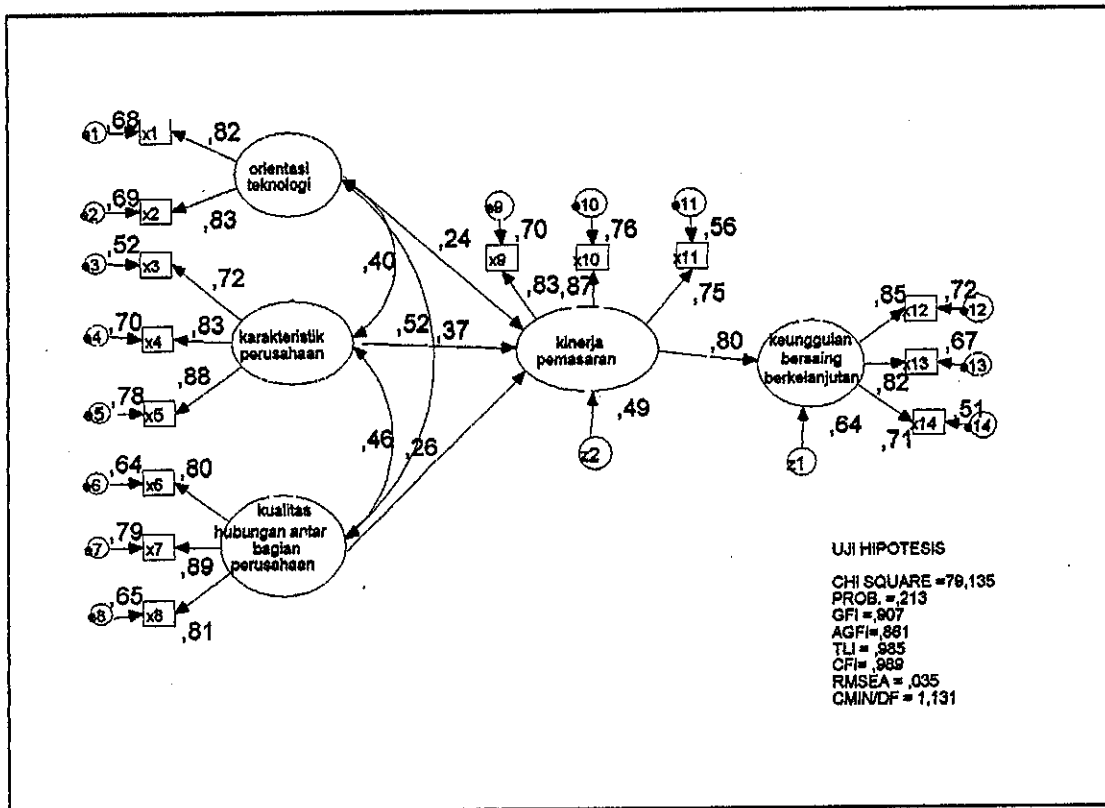 e1 ,68 x1 ,82
orientasi
teknologi
e2 ,69 x2 ,83
e3 ,52 x3 ,72
e4 ,70 x4 ,83
karakteristik
perusahaan
,88
e5 ,78 x5
e6 ,64 x6 ,80
kualitas
hubungan antar
bagian
perusahaan
e7 ,79 x7 ,89
e8 ,65 x8 ,81
,40
,24
,52 ,37
,46 ,26
e9 ,70 x9 ,83
e10 ,76 x10 ,87
e11 ,56 x11 ,75
kinerja
pemasaran
,49
z2
,80
keunggulan
bersaing
berkelanjutan
,64
z1
,85 x12 ,72 e12
,82 x13 ,67 e13
,71 x14 ,51 e14
UJI HIPOTESIS
CHI SQUARE =79,135
PROB. =,213
GFI =,907
AGFI=,861
TLI = ,985
CFI =,989
RMSEA = ,035
CMIN/DF = 1,131